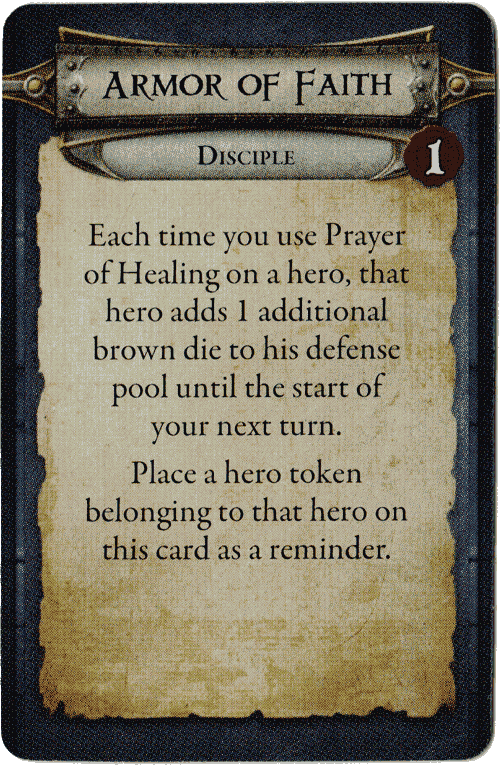 Armor of Faith
Disciple
1
Each time you use Prayer
of Healing on a hero, that
hero adds 1 additional
brown die to his defense
pool until the start of
your next turn.
Place a hero token
belonging to that hero on
this card as a reminder.